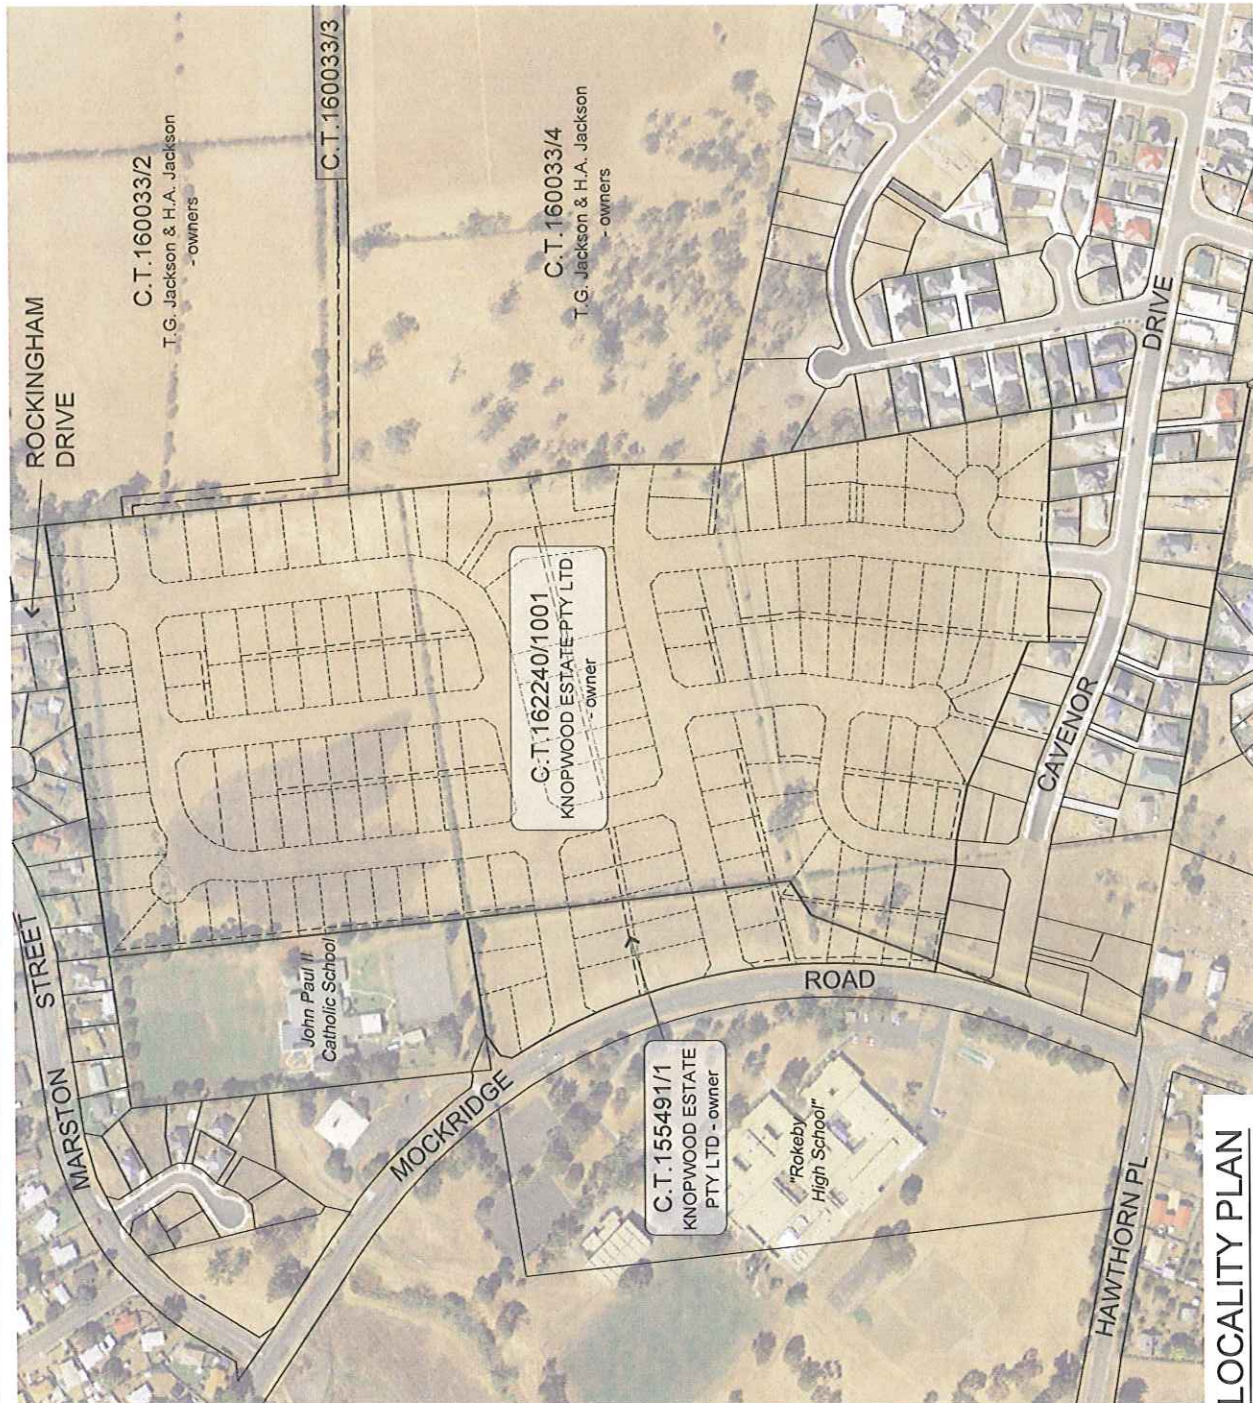 ROCKINGHAM
DRIVE
C.T.160033/2
T.G. Jackson & H.A. Jackson
- owners
C.T.160033/3
C.T.160033/4
T.G. Jackson & H.A. Jackson
- owners
MARSTON STREET
John Paul II
Catholic School
C.T.162240/1001
KNOPWOOD ESTATE PTY LTD
- owner
MOCKRIDGE ROAD
C.T.155491/1
KNOPWOOD ESTATE
PTY LTD - owner
"Rokeby
High School"
CAVENOR DRIVE
HAWTHORN PL
LOCALITY PLAN